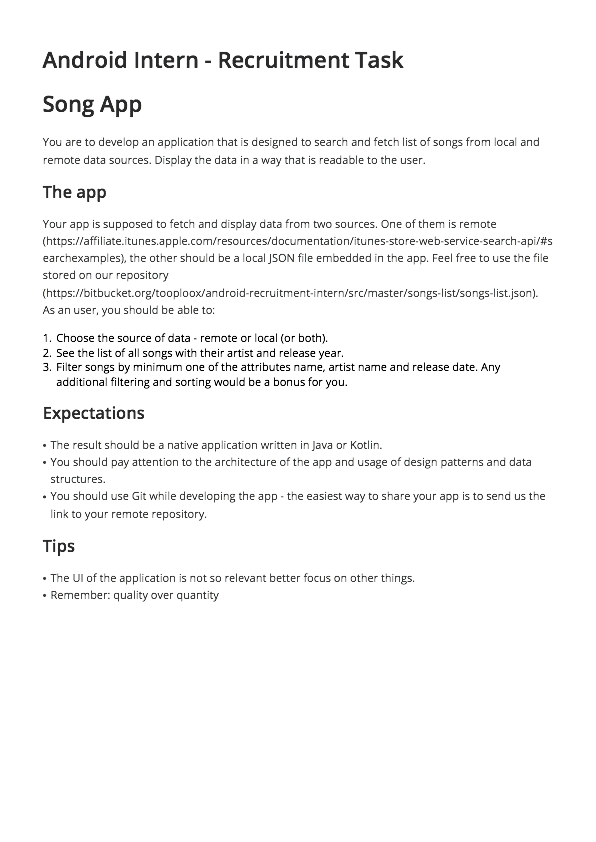 Android Intern - Recruitment Task
Song App
You are to develop an application that is designed to search and fetch list of songs from local and
remote data sources. Display the data in a way that is readable to the user.
The app
Your app is supposed to fetch and display data from two sources. One of them is remote
(https://affiliate.itunes.apple.com/resources/documentation/itunes-store-web-service-search-api/#s
earchexamples), the other should be a local JSON file embedded in the app. Feel free to use the file
stored on our repository
(https://bitbucket.org/tooploox/android-recruitment-intern/src/master/songs-list/songs-list.json).
As an user, you should be able to:
1. Choose the source of data - remote or local (or both).
2. See the list of all songs with their artist and release year.
3. Filter songs by minimum one of the attributes name, artist name and release date. Any
additional filtering and sorting would be a bonus for you.
Expectations
• The result should be a native application written in Java or Kotlin.
• You should pay attention to the architecture of the app and usage of design patterns and data
structures.
• You should use Git while developing the app - the easiest way to share your app is to send us the
link to your remote repository.
Tips
• The UI of the application is not so relevant better focus on other things.
• Remember: quality over quantity